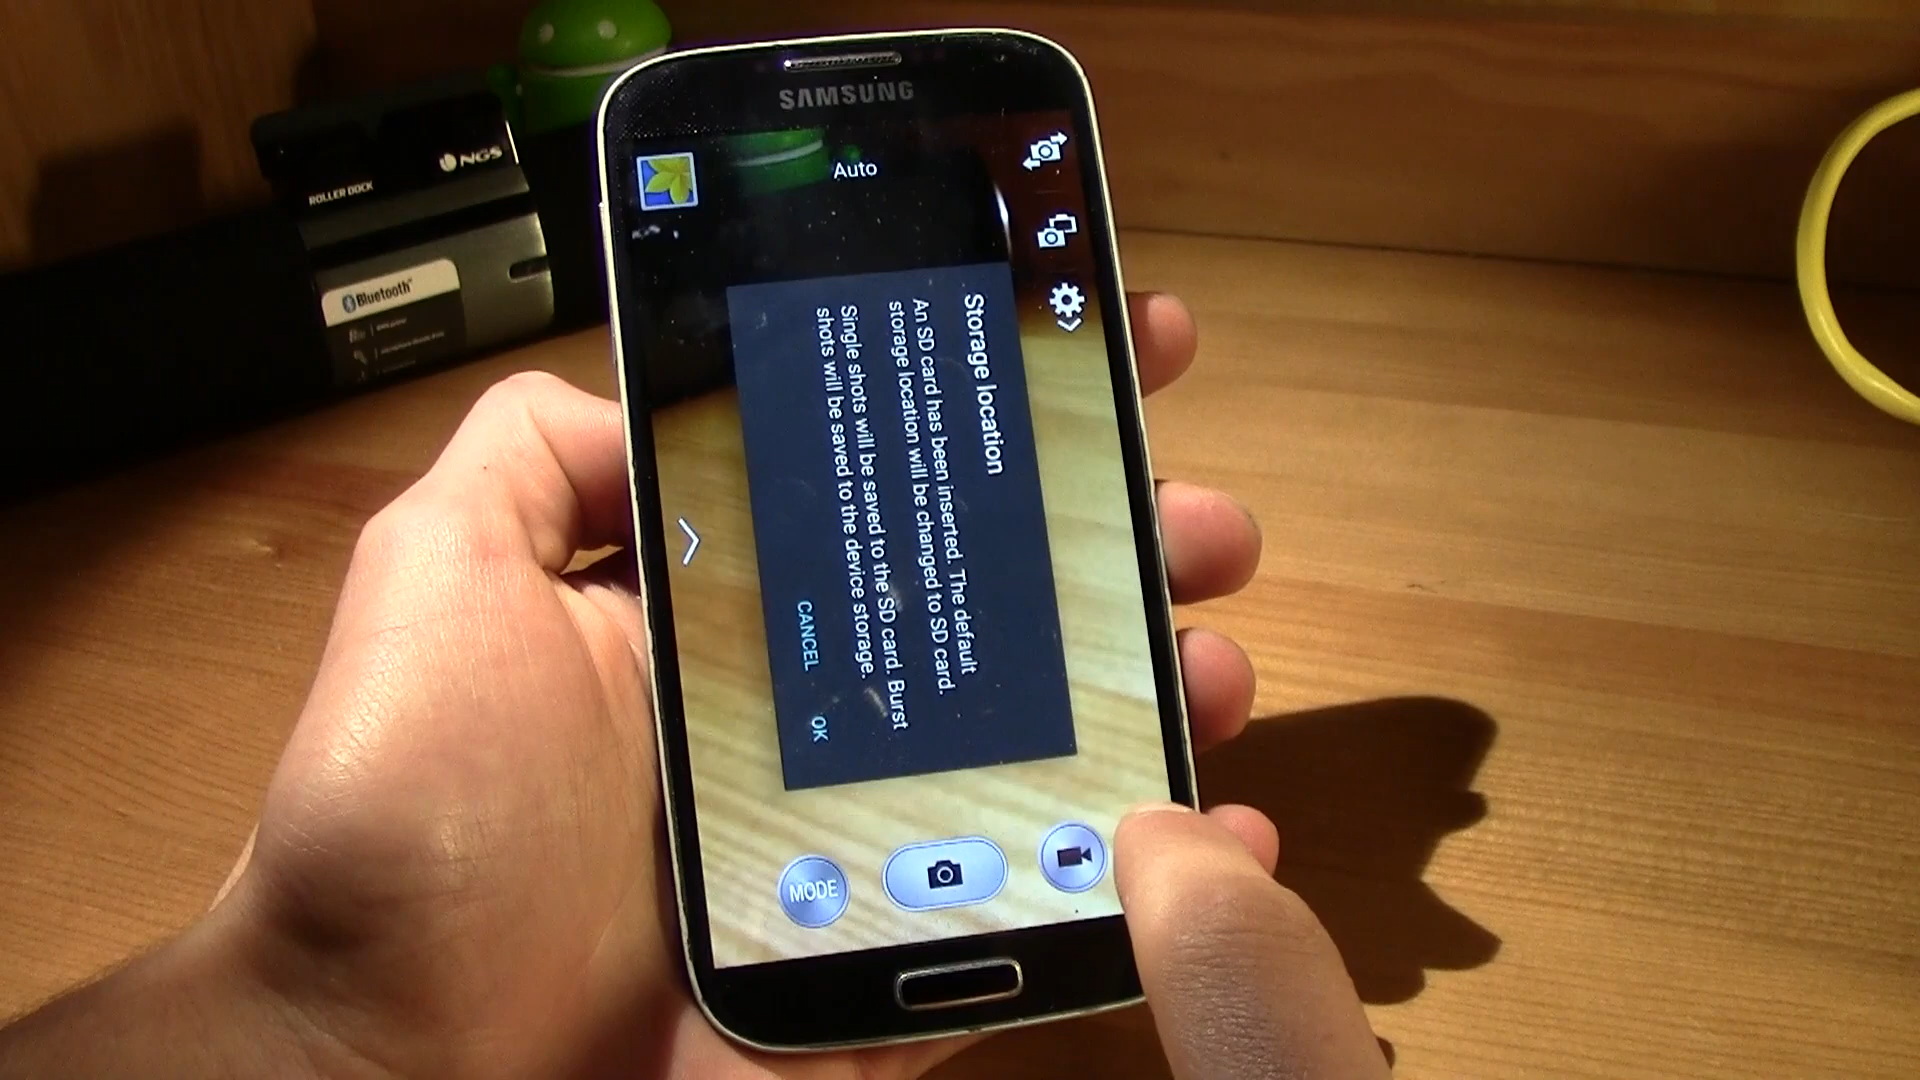 SAMSUNG
Auto
Storage location
An SD card has been inserted. The default
storage location will be changed to SD card.
Single shots will be saved to the SD card. Burst
shots will be saved to the device storage.
CANCEL
OK
MODE
NGS
ROLLER DOCK
Bluetooth